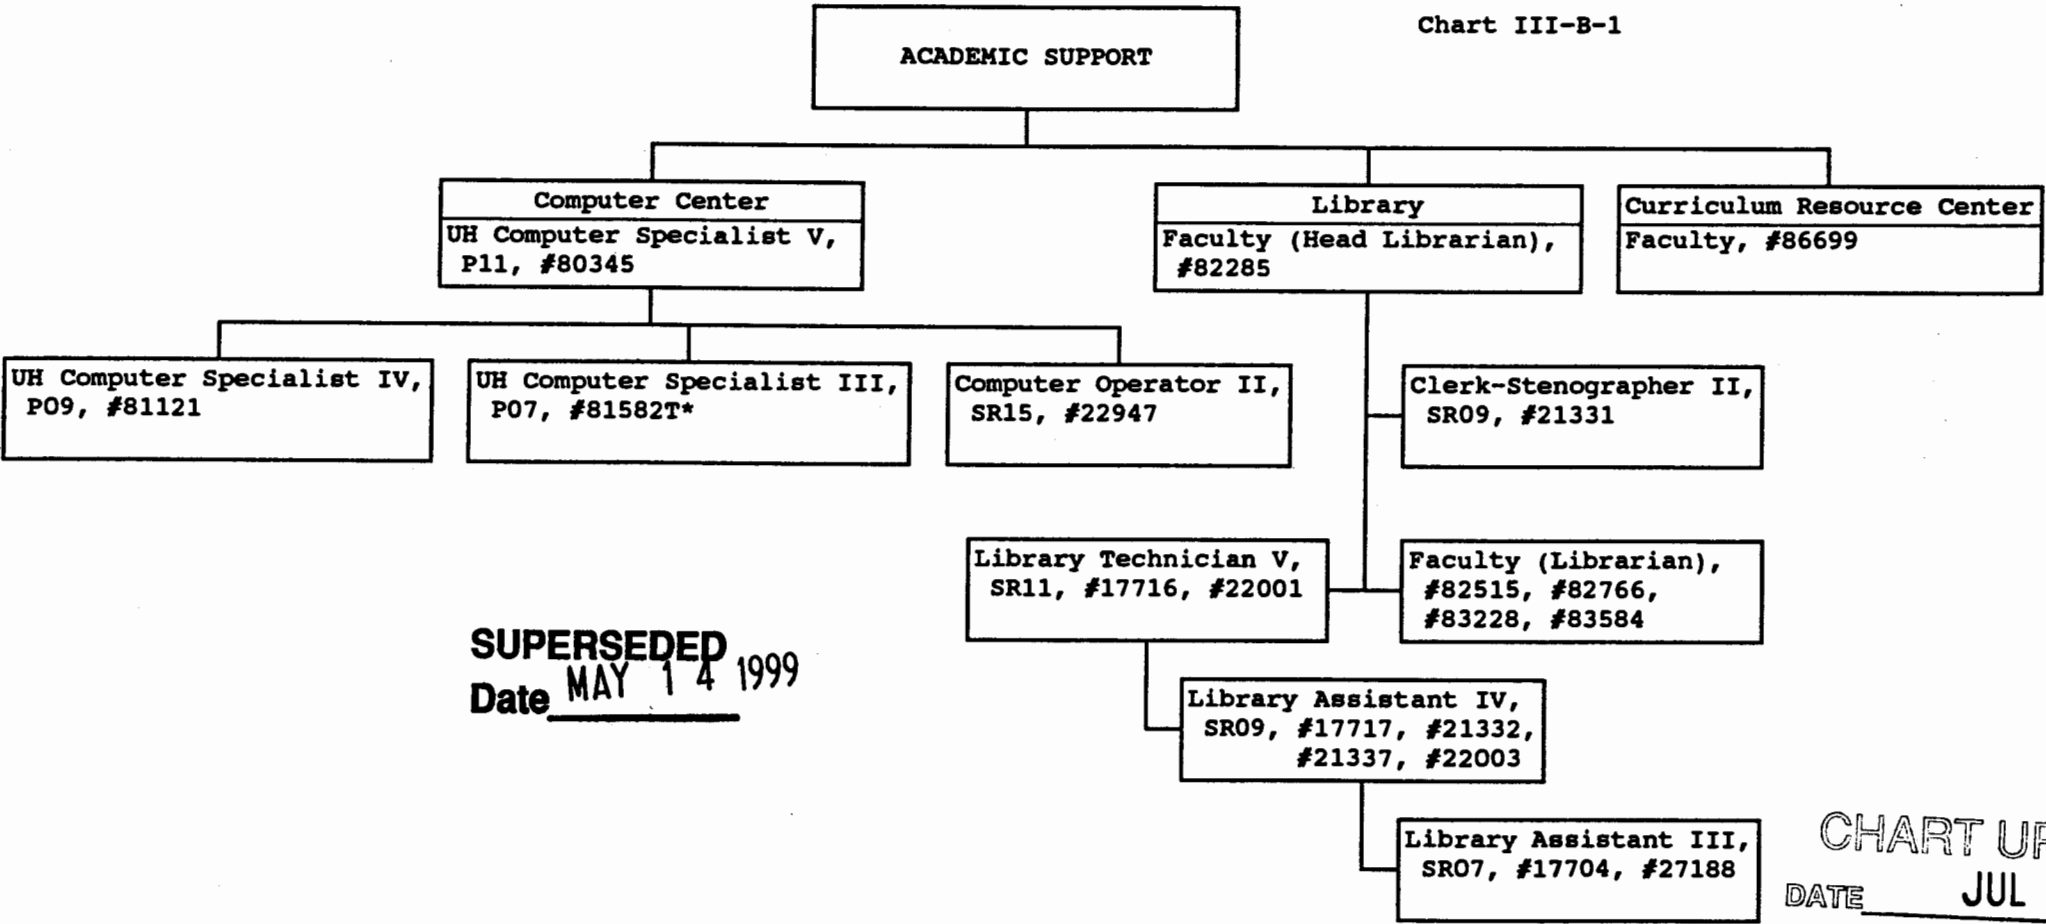 Chart III-B-1
ACADEMIC SUPPORT
Computer Center
UH Computer Specialist V,
P11, #80345
Library
Faculty (Head Librarian),
#82285
Curriculum Resource Center
Faculty, #86699
UH Computer Specialist IV,
P09, #81121
UH Computer Specialist III,
P07, #81582T*
Computer Operator II,
SR15, #22947
Clerk-Stenographer II,
SR09, #21331
Library Technician V,
SR11, #17716, #22001
Faculty (Librarian),
#82515, #82766,
#83228, #83584
SUPERSEDED
Date MAY 14 1999
Library Assistant IV,
SR09, #17717, #21332,
#21337, #22003
Library Assistant III,
SR07, #17704, #27188
CHART UP
DATE JUL